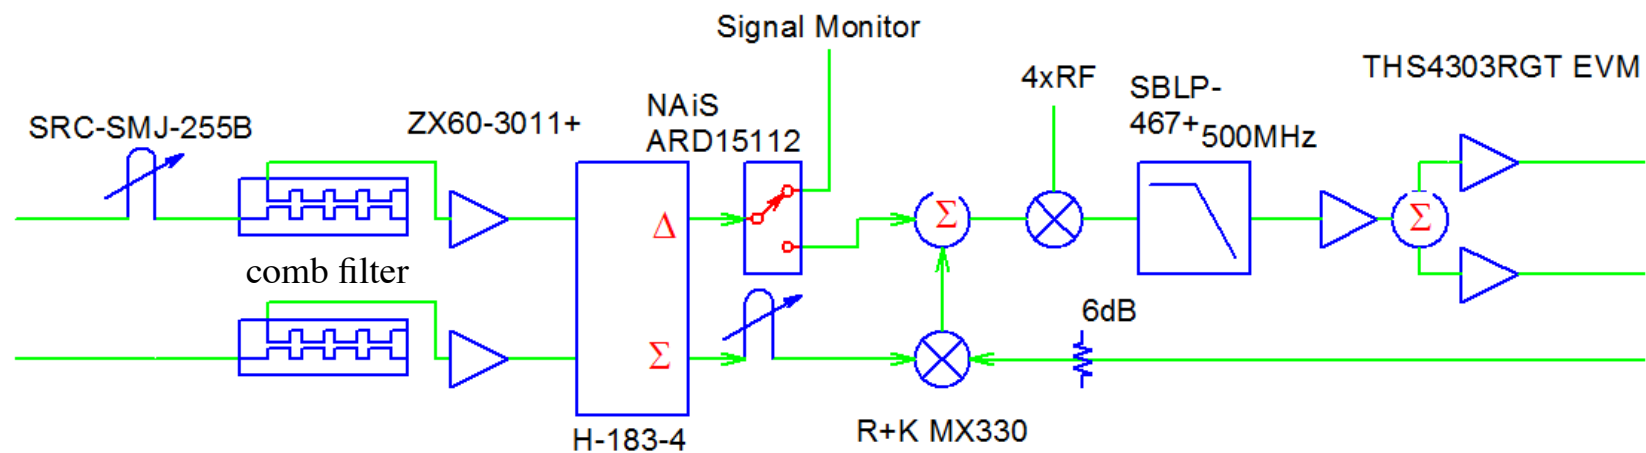 Signal Monitor
THS4303RGT EVM
4xRF
SBLP-
467+
500MHz
NAiS
ARD15112
ZX60-3011+
SRC-SMJ-255B
Δ
Σ
Σ
comb filter
6dB
Σ
R+K MX330
H-183-4